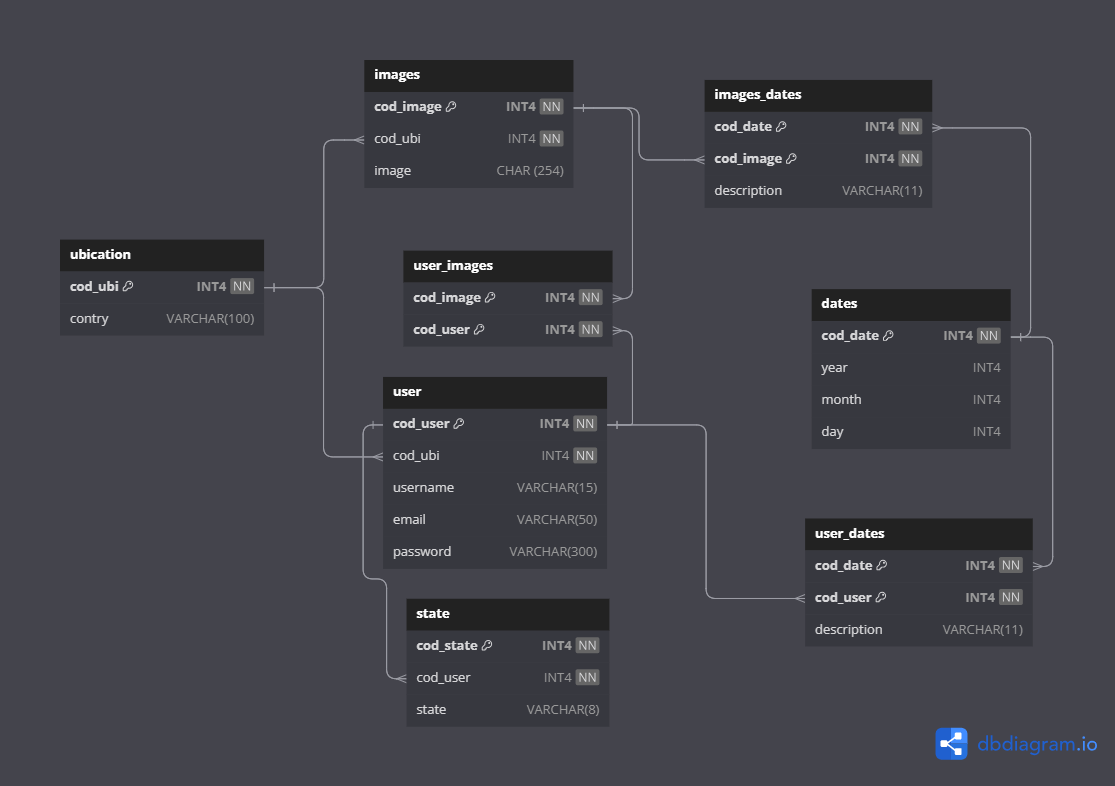 images
cod_image INT4 NN
cod_ubi INT4 NN
image CHAR (254)
images_dates
cod_date INT4 NN
cod_image INT4 NN
description VARCHAR(11)
ubication
cod_ubi INT4 NN
contry VARCHAR(100)
user_images
cod_image INT4 NN
cod_user INT4 NN
dates
cod_date INT4 NN
year INT4
month INT4
day INT4
user
cod_user INT4 NN
cod_ubi INT4 NN
username VARCHAR(15)
email VARCHAR(50)
password VARCHAR(300)
user_dates
cod_date INT4 NN
cod_user INT4 NN
description VARCHAR(11)
state
cod_state INT4 NN
cod_user INT4 NN
state VARCHAR(8)
dbdiagram.io